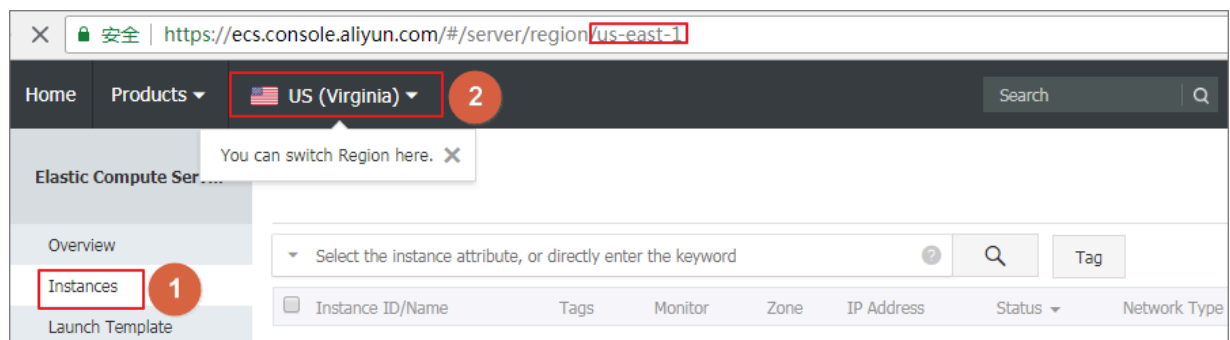 安全 | https://ecs.console.aliyun.com/#/server/region/us-east-1
Home Products US (Virginia) 2 Search
You can switch Region here.
Elastic Compute Ser...
Overview
Select the instance attribute, or directly enter the keyword ? Tag
Instances 1
Instance ID/Name Tags Monitor Zone IP Address Status Network Type
Launch Template